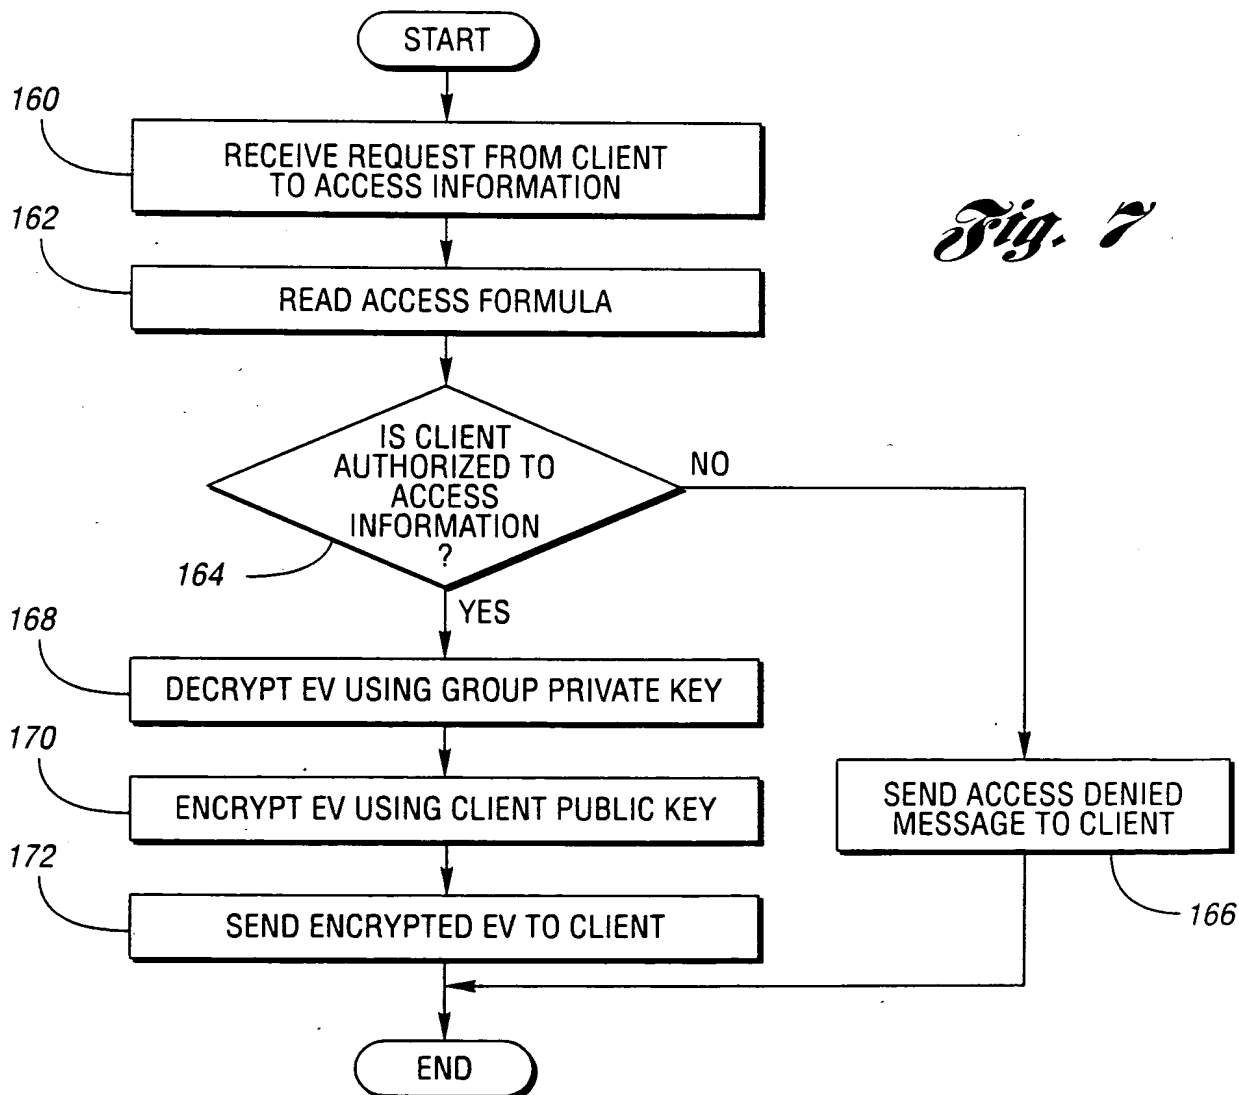 START
160
RECEIVE REQUEST FROM CLIENT
TO ACCESS INFORMATION
162
READ ACCESS FORMULA
Fig. 7
IS CLIENT
AUTHORIZED TO
ACCESS
INFORMATION
?
NO
164
YES
168
DECRYPT EV USING GROUP PRIVATE KEY
170
ENCRYPT EV USING CLIENT PUBLIC KEY
SEND ACCESS DENIED
MESSAGE TO CLIENT
172
SEND ENCRYPTED EV TO CLIENT
166
END